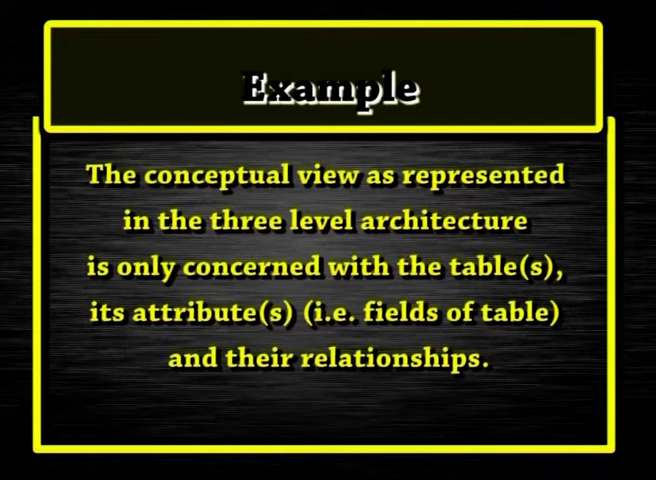 Example
The conceptual view as represented
in the three level architecture
is only concerned with the table(s),
its attribute(s) (i.e. fields of table)
and their relationships.